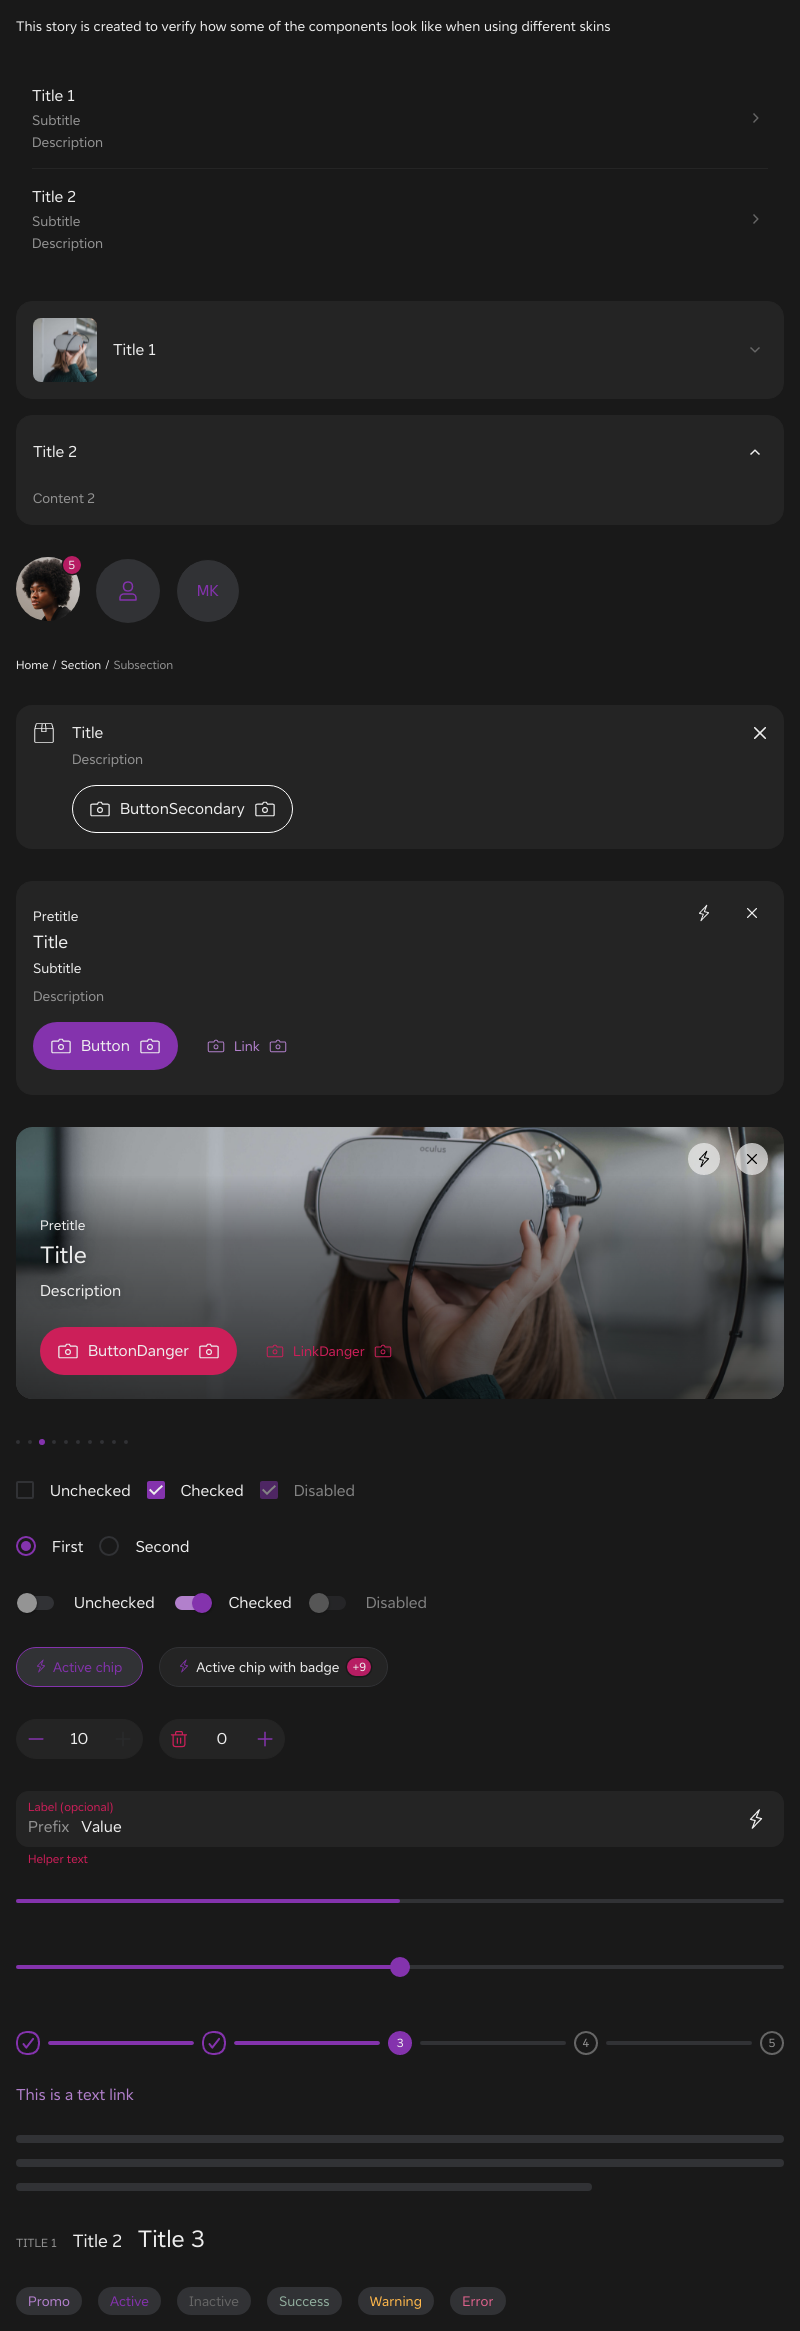 This story is created to verify how some of the components look like when using different skins
Title 1
Subtitle
Description
Title 2
Subtitle
Description
Title 1
Title 2
Content 2
5
MK
Home / Section / Subsection
Title
Description
ButtonSecondary
Pretitle
Title
Subtitle
Description
Button Link
oculus
Pretitle
Title
Description
ButtonDanger LinkDanger
Unchecked Checked Disabled
First Second
Unchecked Checked Disabled
Active chip Active chip with badge +9
10 0
Label (opcional)
Prefix Value
Helper text
3 4 5
This is a text link
TITLE 1 Title 2 Title 3
Promo Active Inactive Success Warning Error